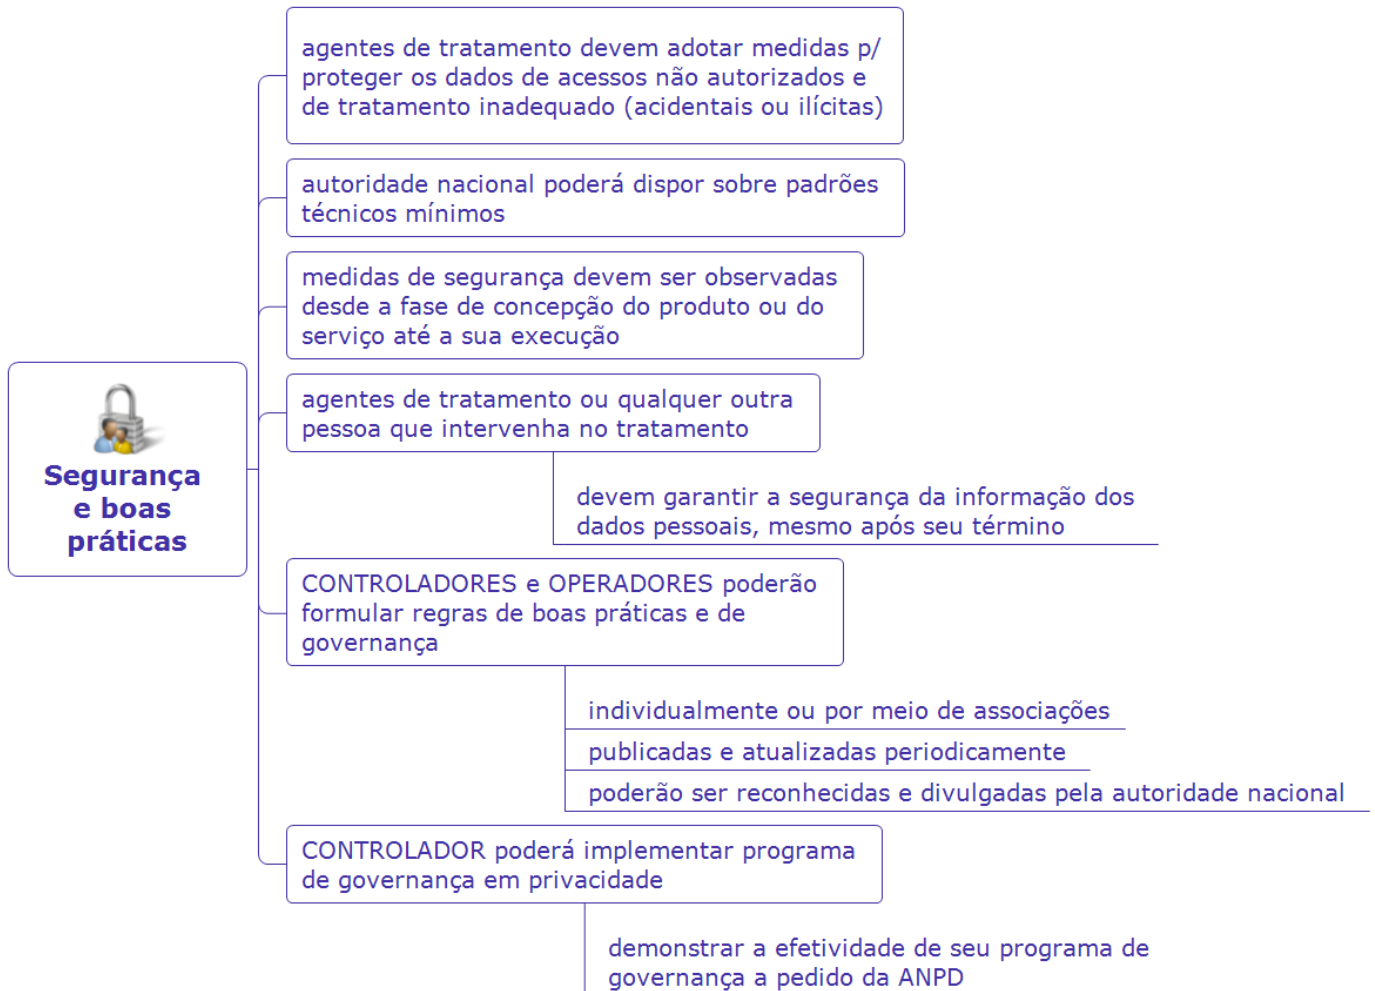 agentes de tratamento devem adotar medidas p/
proteger os dados de acessos não autorizados e
de tratamento inadequado (acidentais ou ilícitas)
autoridade nacional poderá dispor sobre padrões
técnicos mínimos
medidas de segurança devem ser observadas
desde a fase de concepção do produto ou do
serviço até a sua execução
agentes de tratamento ou qualquer outra
pessoa que intervenha no tratamento
Segurança
e boas
práticas
devem garantir a segurança da informação dos
dados pessoais, mesmo após seu término
CONTROLADORES e OPERADORES poderão
formular regras de boas práticas e de
governança
individualmente ou por meio de associações
publicadas e atualizadas periodicamente
poderão ser reconhecidas e divulgadas pela autoridade nacional
CONTROLADOR poderá implementar programa
de governança em privacidade
demonstrar a efetividade de seu programa de
governança a pedido da ANPD